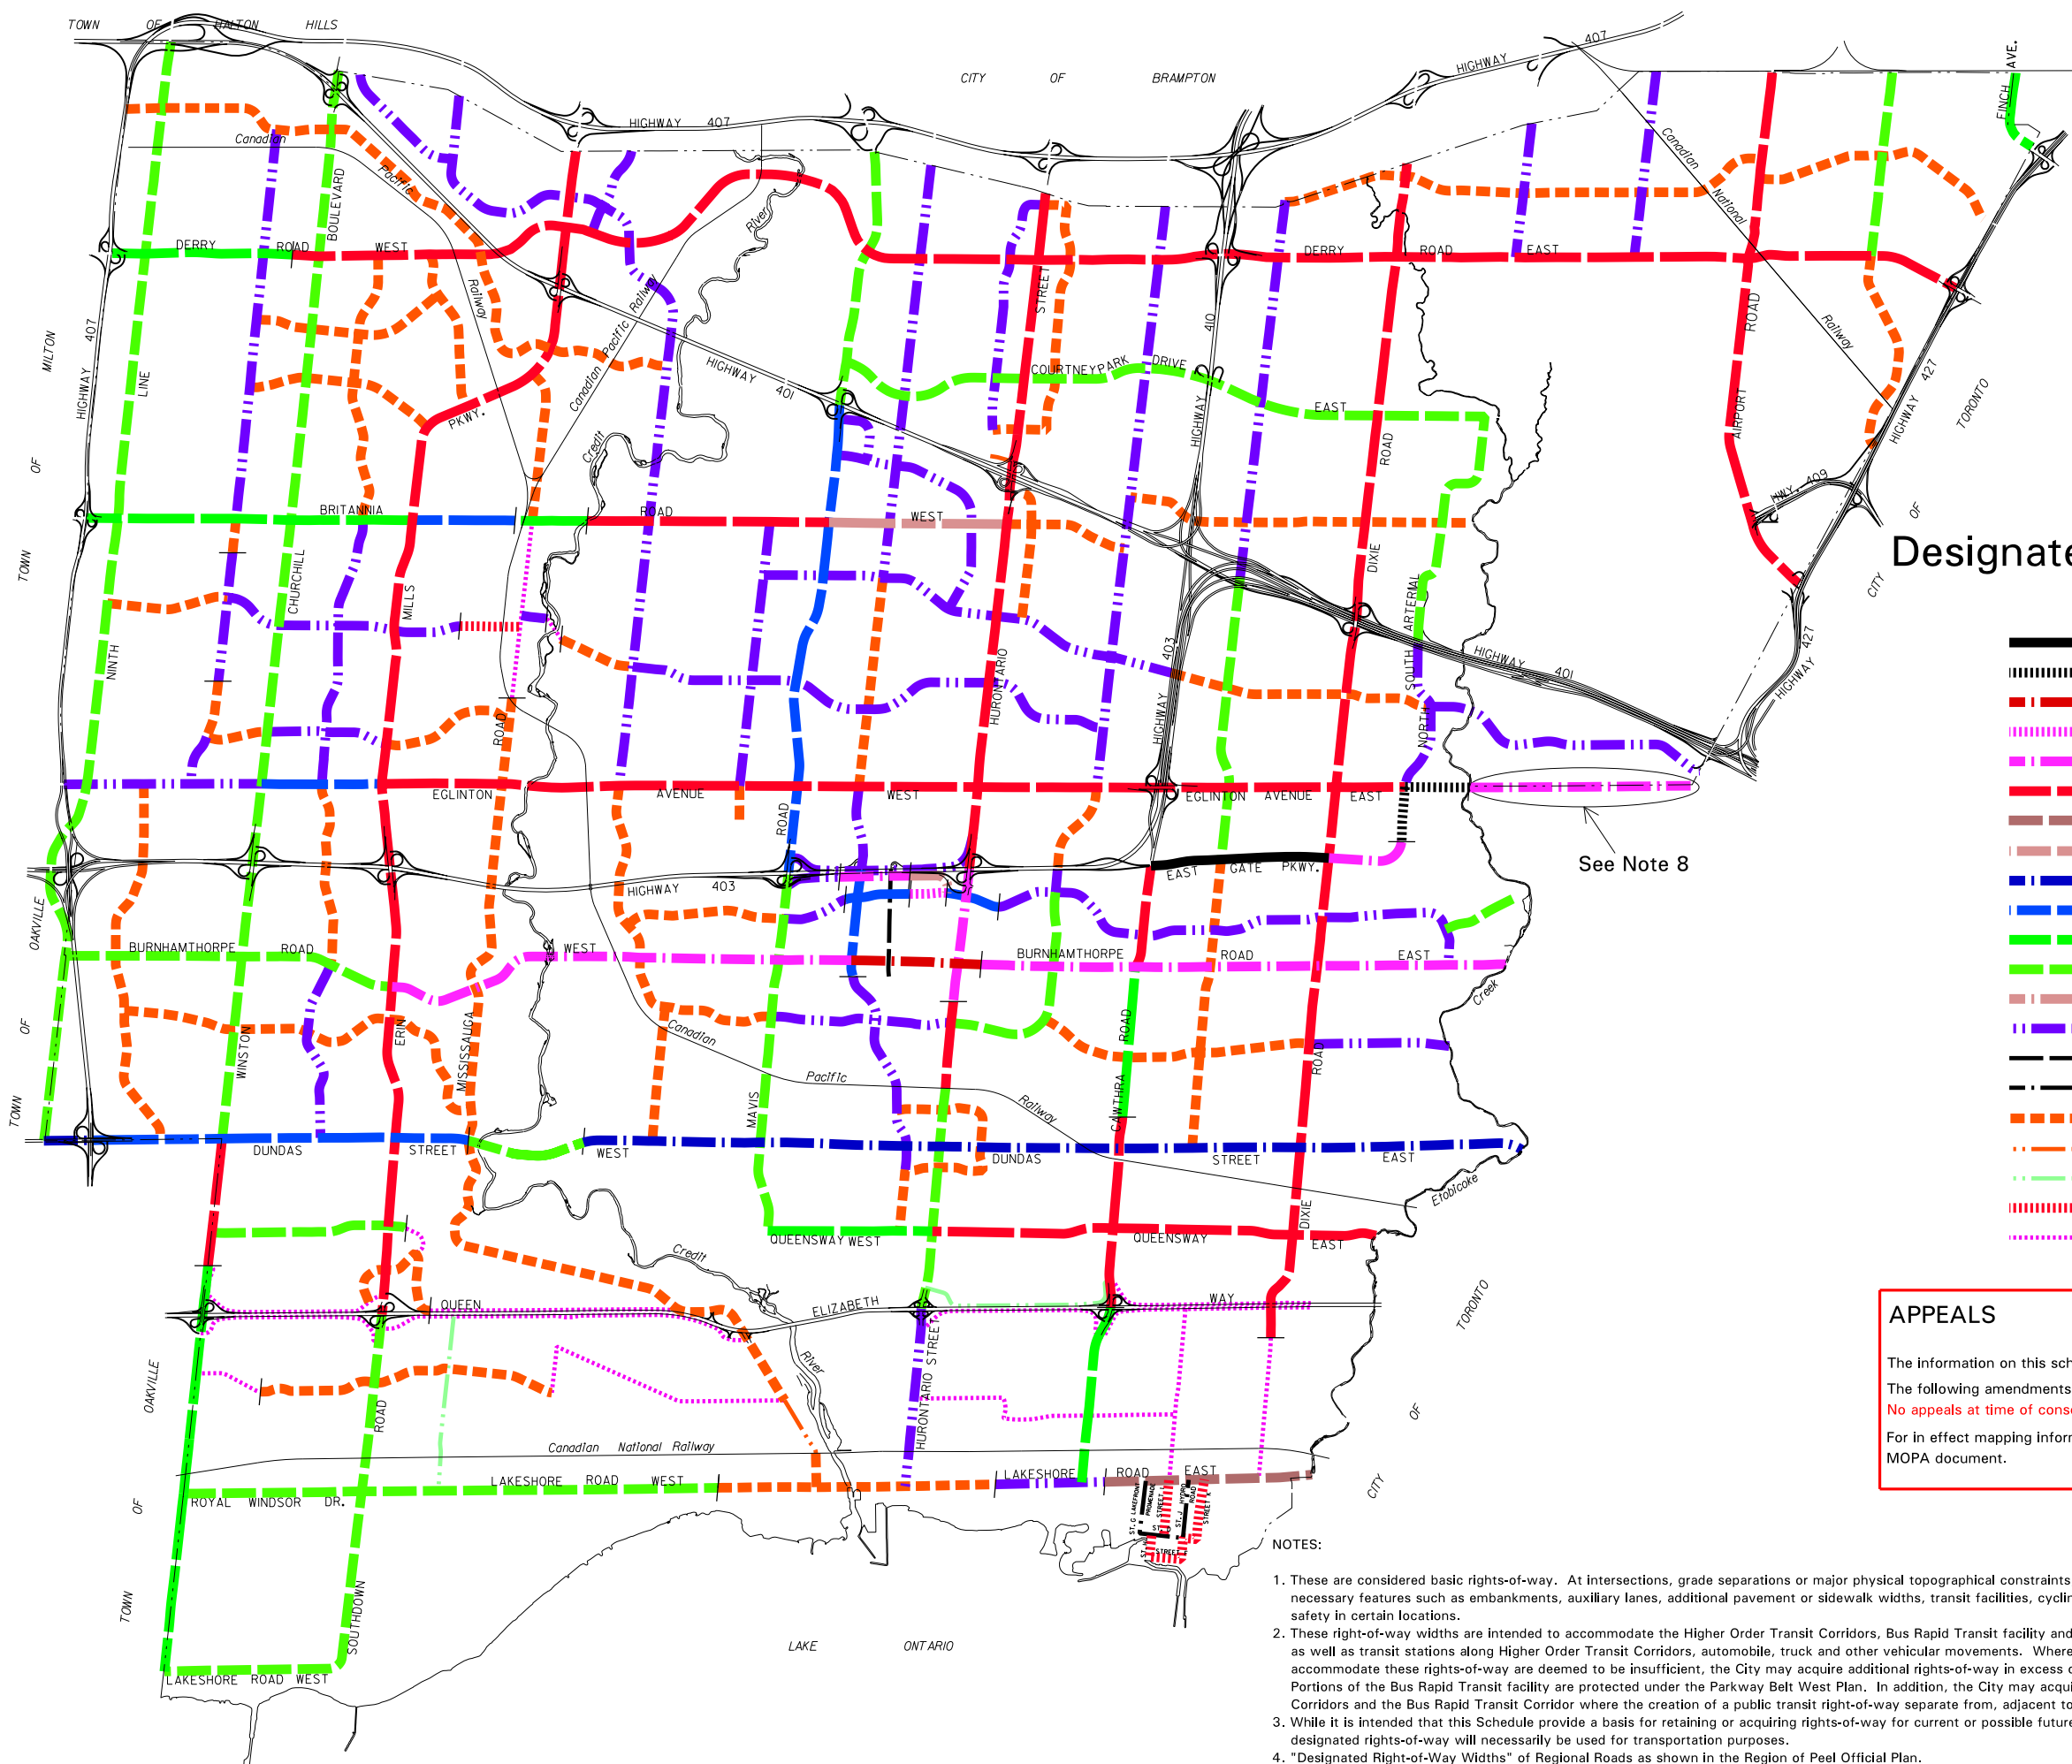 TOWN OF HALTON HILLS
CITY OF BRAMPTON
HIGHWAY 407
HIGHWAY 407
FINCH AVE.
Canadian
Pacific
Railway
Canadian Pacific Railway
River
Credit
Canadian
National
Railway
DERRY ROAD WEST
DERRY ROAD EAST
BOULEVARD
STREET
410
HIGHWAY
ROAD
AIRPORT
HIGHWAY 427
TORONTO
OF
CITY
MILTON
OF
TOWN
HIGHWAY 407
LINE
PKWY.
HIGHWAY 401
COURTNEYPARK DRIVE
EAST
ROAD
HWY. 409
BRITANNIA ROAD WEST
Designate
CHURCHILL
MILLS
DIXIE
NORTH SOUTH ARTERIAL
NINTH
HURONTARIO
HIGHWAY 403
HIGHWAY 401
HIGHWAY 427
ROAD
EGLINTON AVENUE WEST
EGLINTON AVENUE EAST
ROAD
See Note 8
EAST GATE PKWY.
HIGHWAY 403
OAKVILLE
OF
TOWN
BURNHAMTHORPE ROAD
WEST
BURNHAMTHORPE ROAD EAST
Creek
WINSTON
ERIN
MISSISSAUGA
Canadian
Pacific
Railway
MAVIS
CAWTHRA ROAD
ROAD
DUNDAS STREET
WEST
DUNDAS STREET EAST
Etobicoke
DIXIE
QUEENSWAY WEST
QUEENSWAY
EAST
Credit
River
QUEEN
ELIZABETH
WAY
TORONTO
OF
CITY
OAKVILLE
OF
TOWN
ROAD
HURONTARIO STREET
Canadian National Railway
LAKESHORE ROAD WEST
LAKESHORE ROAD EAST
ROYAL WINDSOR DR.
ST. G LAKEFRONT
PROMENADE
STREET I
ST. J HYDRO
ROAD
STREET K
SOUTHDOWN
LAKESHORE ROAD WEST
LAKE ONTARIO
APPEALS
The information on this sch
The following amendments
No appeals at time of conso
For in effect mapping inforn
MOPA document.
NOTES:
1. These are considered basic rights-of-way. At intersections, grade separations or major physical topographical constraints
necessary features such as embankments, auxiliary lanes, additional pavement or sidewalk widths, transit facilities, cyclin
safety in certain locations.
2. These right-of-way widths are intended to accommodate the Higher Order Transit Corridors, Bus Rapid Transit facility and
as well as transit stations along Higher Order Transit Corridors, automobile, truck and other vehicular movements. Where
accommodate these rights-of-way are deemed to be insufficient, the City may acquire additional rights-of-way in excess o
Portions of the Bus Rapid Transit facility are protected under the Parkway Belt West Plan. In addition, the City may acqui
Corridors and the Bus Rapid Transit Corridor where the creation of a public transit right-of-way separate from, adjacent to
3. While it is intended that this Schedule provide a basis for retaining or acquiring rights-of-way for current or possible future
designated rights-of-way will necessarily be used for transportation purposes.
4. "Designated Right-of-Way Widths" of Regional Roads as shown in the Region of Peel Official Plan.